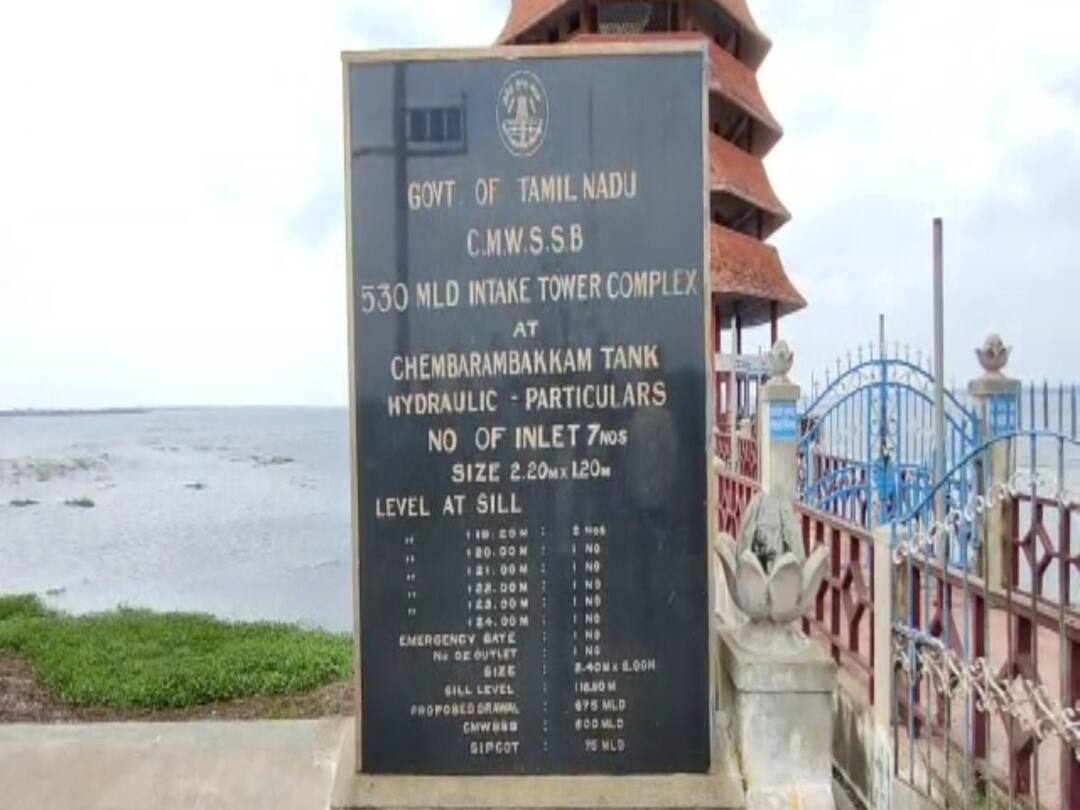 GOVT. OF TAMIL NADU
C.M.W.S.S.B
530 MLD INTAKE TOWER COMPLEX
AT
CHEMBARAMBAKKAM TANK
HYDRAULIC - PARTICULARS
NO OF INLET 7NOS
SIZE 2.20M X 1.20M
LEVEL AT SILL
,, 119.20M : 2 Nos
,, 120.00M : 1 NO
,, 121.00M : 1 NO
,, 122.00M : 1 NO
,, 123.00M : 1 NO
,, 124.00M : 1 NO
EMERGENCY GATE : 1 NO
No OF OUTLET : 1 NO
SIZE : 2.40M X 2.00M
SILL LEVEL : 118.80M
PROPOSED DRAWAL : 675 MLD
CMWSSB : 600 MLD
SIPCOT : 75 MLD